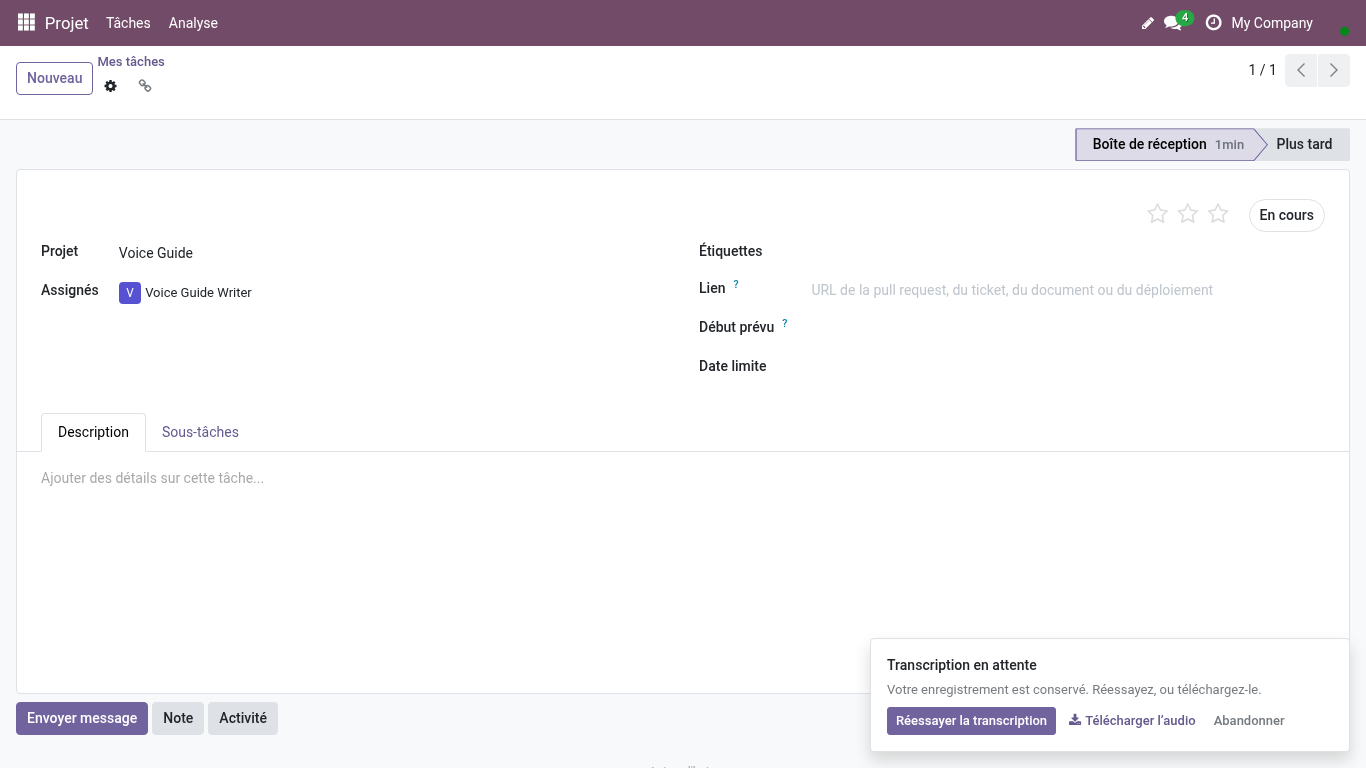 Projet Tâches Analyse 4 My Company
Nouveau
Mes tâches
1 / 1
Boîte de réception 1min Plus tard
En cours
Projet Voice Guide
Assignés V Voice Guide Writer
Étiquettes
Lien ? URL de la pull request, du ticket, du document ou du déploiement
Début prévu ?
Date limite
Description Sous-tâches
Ajouter des détails sur cette tâche...
Envoyer message Note Activité
Transcription en attente
Votre enregistrement est conservé. Réessayez, ou téléchargez-le.
Réessayer la transcription Télécharger l’audio Abandonner